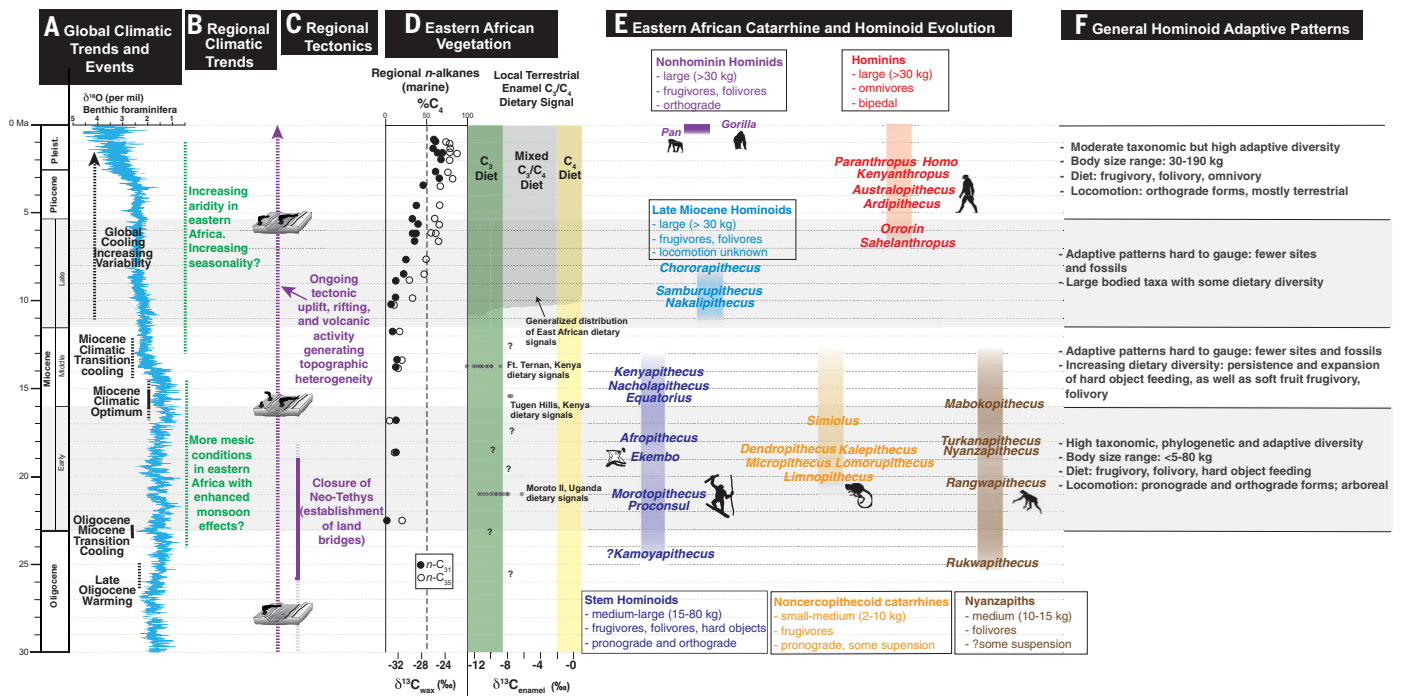 A Global Climatic
Trends and
Events
B Regional
Climatic
Trends
C Regional
Tectonics
D Eastern African
Vegetation
E Eastern African Catarrhine and Hominoid Evolution
F General Hominoid Adaptive Patterns
δ18O (per mil)
Benthic foraminifera
5 4 3 2 1
0 Ma
5
10
15
20
25
30
Pleist.
Pliocene
Miocene
Late
Middle
Early
Oligocene
Global
Cooling
Increasing
Variability
Miocene
Climatic
Transition
cooling
Miocene
Climatic
Optimum
Oligocene
Miocene
Transition
Cooling
Late
Oligocene
Warming
Increasing
aridity in
eastern
Africa.
Increasing
seasonality?
More mesic
conditions
in eastern
Africa with
enhanced
monsoon
effects?
Ongoing
tectonic
uplift, rifting,
and volcanic
activity
generating
topographic
heterogeneity
Closure of
Neo-Tethys
(establishment
of land
bridges)
Regional n-alkanes
(marine)
%C4
0 50 100
n-C31
n-C35
-32 -28 -24
δ13Cwax (‰)
Local Terrestrial
Enamel C3/C4
Dietary Signal
C3
Diet
Mixed
C3/C4
Diet
C4
Diet
Generalized distribution
of East African dietary
signals
?
Ft. Ternan, Kenya
dietary signals
?
Tugen Hills, Kenya
dietary signals
?
?
?
Moroto II, Uganda
dietary signals
?
?
-12 -8 -4 -0
δ13Cenamel (‰)
Nonhominin Hominids
- large (>30 kg)
- frugivores, folivores
- orthograde
Pan
Gorilla
Hominins
- large (>30 kg)
- omnivores
- bipedal
Paranthropus Homo
Kenyanthropus
Australopithecus
Ardipithecus
Orrorin
Sahelanthropus
Late Miocene Hominoids
- large (> 30 kg)
- frugivores, folivores
- locomotion unknown
Chororapithecus
Samburupithecus
Nakalipithecus
Kenyapithecus
Nacholapithecus
Equatorius
Afropithecus
Ekembo
Morotopithecus
Proconsul
?Kamoyapithecus
Simiolus
Dendropithecus Kalepithecus
Micropithecus Lomorupithecus
Limnopithecus
Mabokopithecus
Turkanapithecus
Nyanzapithecus
Rangwapithecus
Rukwapithecus
Stem Hominoids
- medium-large (15-80 kg)
- frugivores, folivores, hard objects
- pronograde and orthograde
Noncercopithecoid catarrhines
- small-medium (2-10 kg)
- frugivores
- pronograde, some suspension
Nyanzapiths
- medium (10-15 kg)
- folivores
- ?some suspension
- Moderate taxonomic but high adaptive diversity
- Body size range: 30-190 kg
- Diet: frugivory, folivory, omnivory
- Locomotion: orthograde forms, mostly terrestrial
- Adaptive patterns hard to gauge: fewer sites
and fossils
- Large bodied taxa with some dietary diversity
- Adaptive patterns hard to gauge: fewer sites and fossils
- Increasing dietary diversity: persistence and expansion
of hard object feeding, as well as soft fruit frugivory,
folivory
- High taxonomic, phylogenetic and adaptive diversity
- Body size range: <5-80 kg
- Diet: frugivory, folivory, hard object feeding
- Locomotion: pronograde and orthograde forms; arboreal